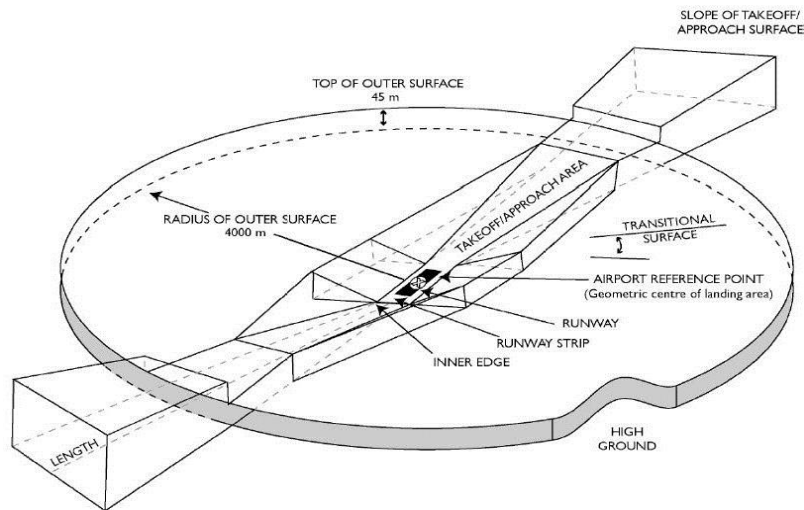 SLOPE OF TAKEOFF/
APPROACH SURFACE
TOP OF OUTER SURFACE
45 m
RADIUS OF OUTER SURFACE
4000 m
TAKEOFF/APPROACH AREA
TRANSITIONAL
SURFACE
AIRPORT REFERENCE POINT
(Geometric centre of landing area)
RUNWAY
RUNWAY STRIP
INNER EDGE
LENGTH
HIGH
GROUND